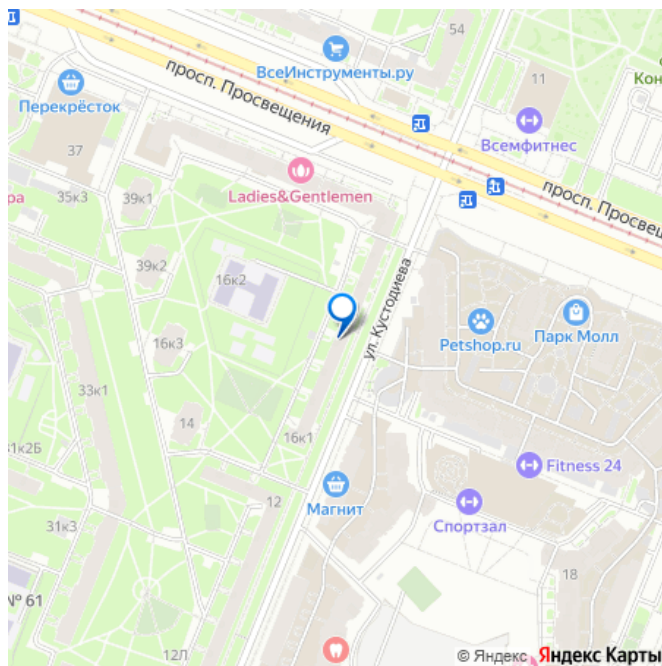 54
ВсеИнструменты.ру
Кон
11
просп. Просвещения
Перекрёсток
Всемфитнес
37
Ladies&Gentlemen
просп. Просвеще
ра
35к3
39к1
39к2
16к2
ул. Кустодиева
Petshop.ru
Парк Молл
16к3
33к1
14
31к2Б
16к1
Fitness 24
12
Магнит
Спортзал
31к3
18
№ 61
12Л
© Яндекс Яндекс Карты